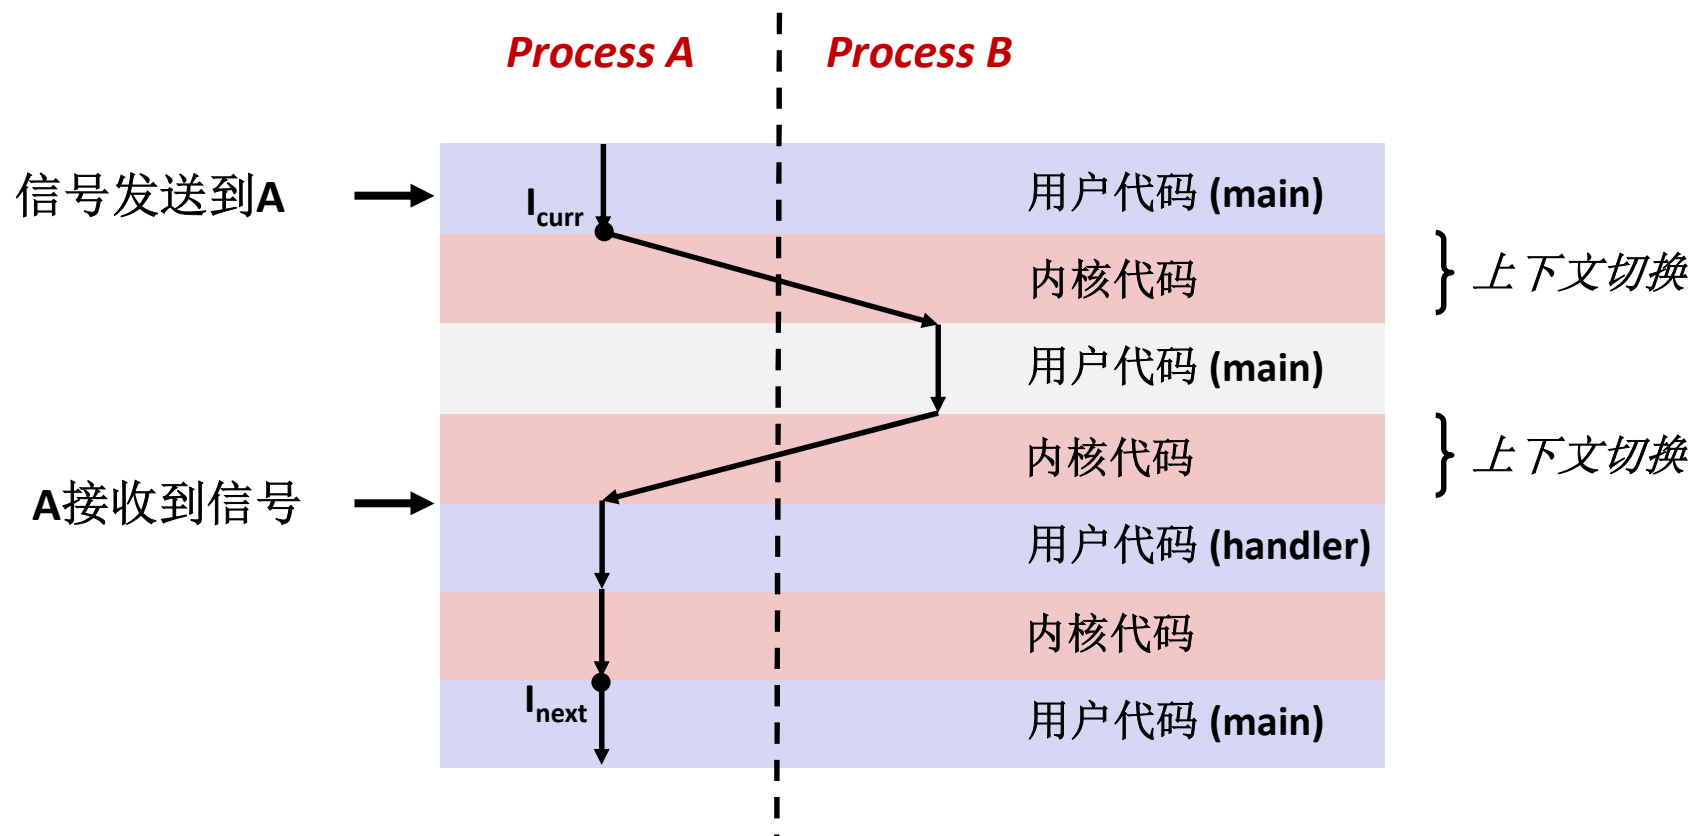 Process A
Process B
信号发送到A
I_curr
用户代码 (main)
内核代码
上下文切换
用户代码 (main)
内核代码
上下文切换
A接收到信号
用户代码 (handler)
内核代码
I_next
用户代码 (main)